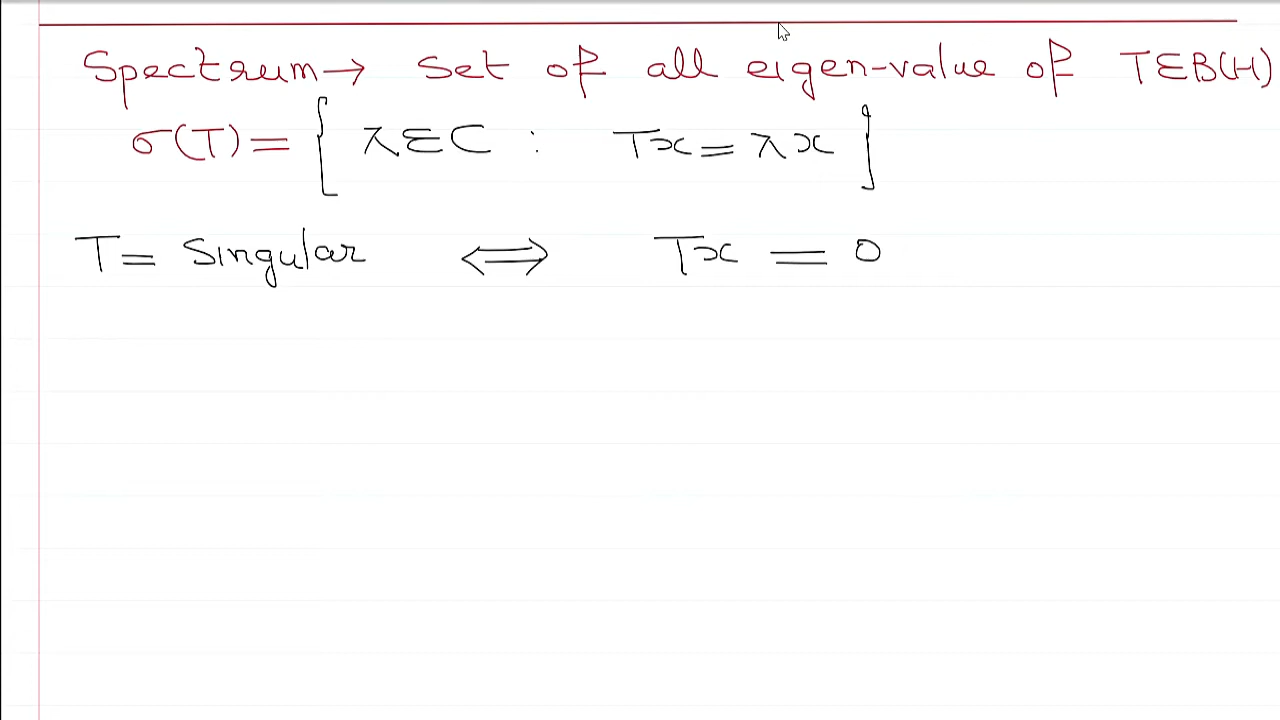 Spectrum → set of all eigen-value of T∈B(H)
σ(T) = { λ∈C : Tx = λx }
T = Singular ⟺ Tx = 0